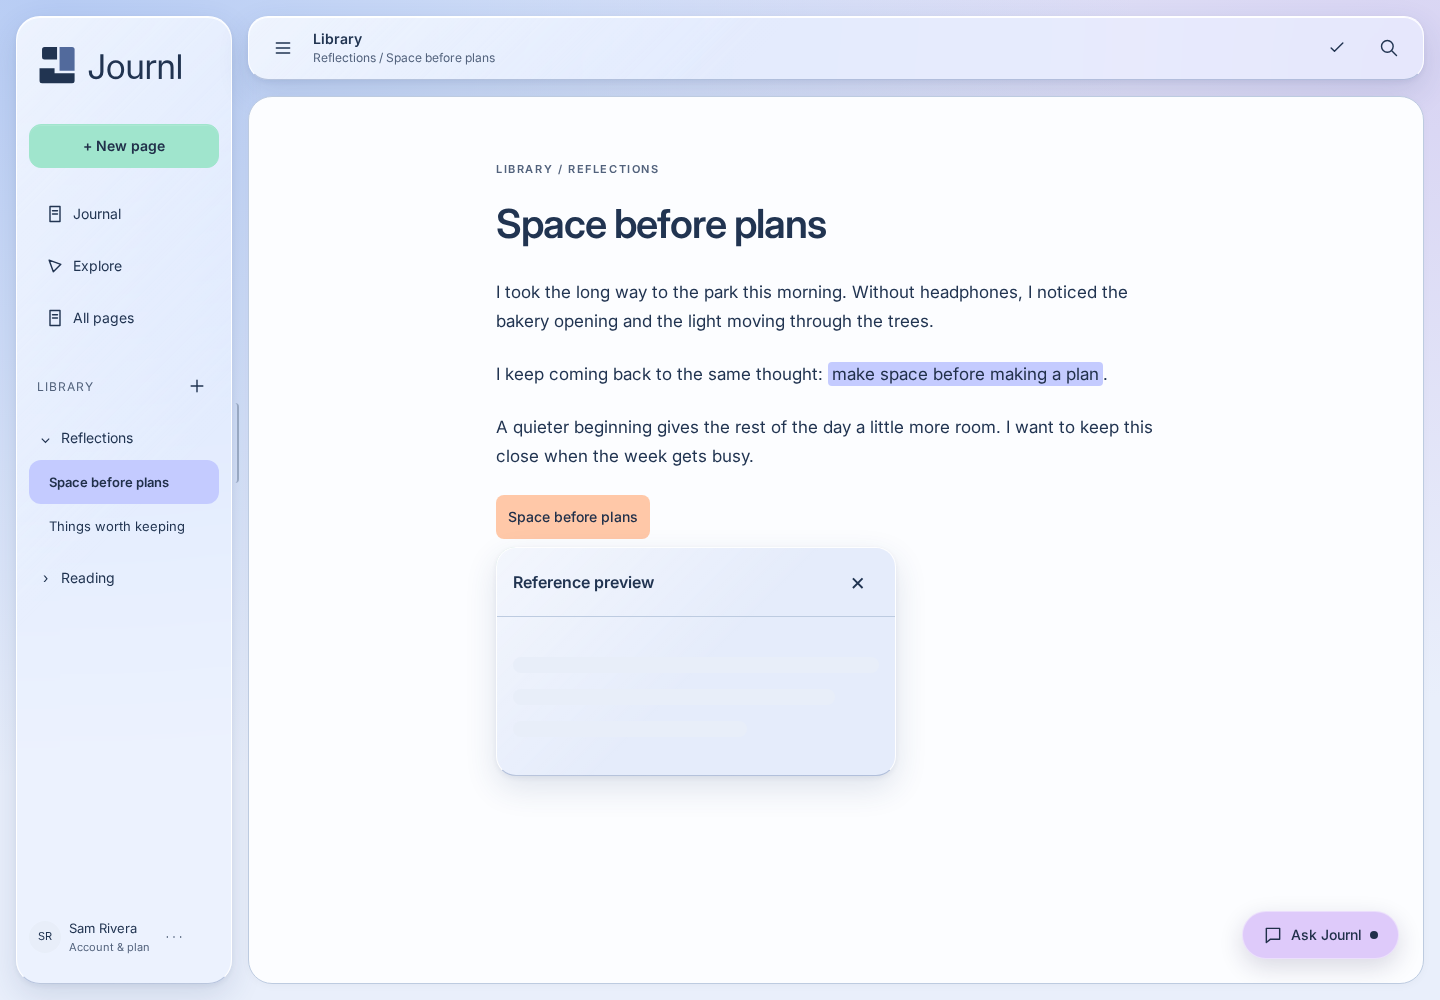 Journl
+ New page
Journal
Explore
All pages
LIBRARY
Reflections
Space before plans
Things worth keeping
Reading
SR
Sam Rivera
Account & plan
...
Library
Reflections / Space before plans
LIBRARY / REFLECTIONS
Space before plans
I took the long way to the park this morning. Without headphones, I noticed the
bakery opening and the light moving through the trees.
I keep coming back to the same thought: make space before making a plan.
A quieter beginning gives the rest of the day a little more room. I want to keep this
close when the week gets busy.
Space before plans
Reference preview
Ask Journl